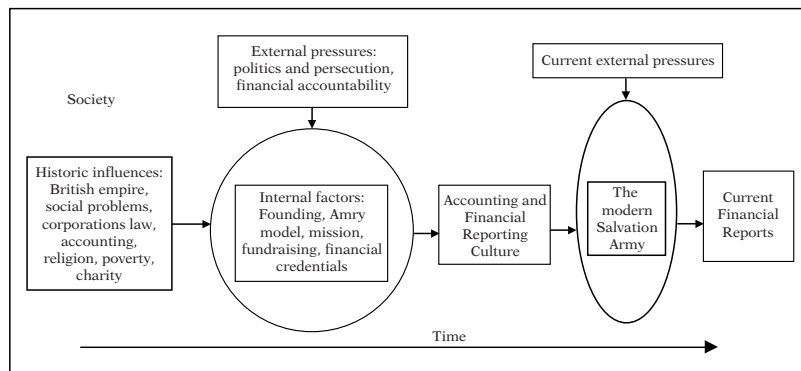 External pressures:
politics and persecution,
financial accountability
Current external pressures
Society
Historic influences:
British empire,
social problems,
corporations law,
accounting,
religion, poverty,
charity
Internal factors:
Founding, Amry
model, mission,
fundraising, financial
credentials
Accounting and
Financial
Reporting
Culture
The
modern
Salvation
Army
Current
Financial
Reports
Time